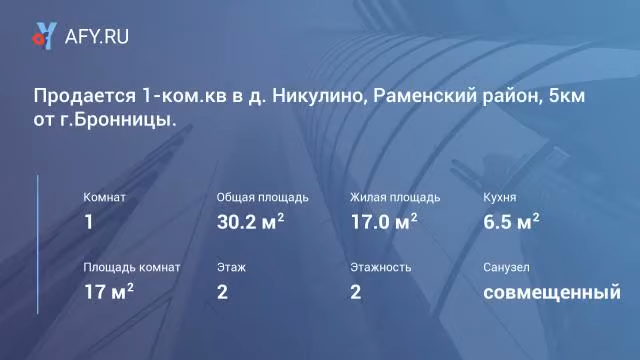 AFY.RU
Продается 1-ком.кв в д. Никулино, Раменский район, 5км
от г.Бронницы.
Комнат Общая площадь Жилая площадь Кухня
1 30.2 м² 17.0 м² 6.5 м²
Площадь комнат Этаж Этажность Санузел
17 м² 2 2 совмещенный